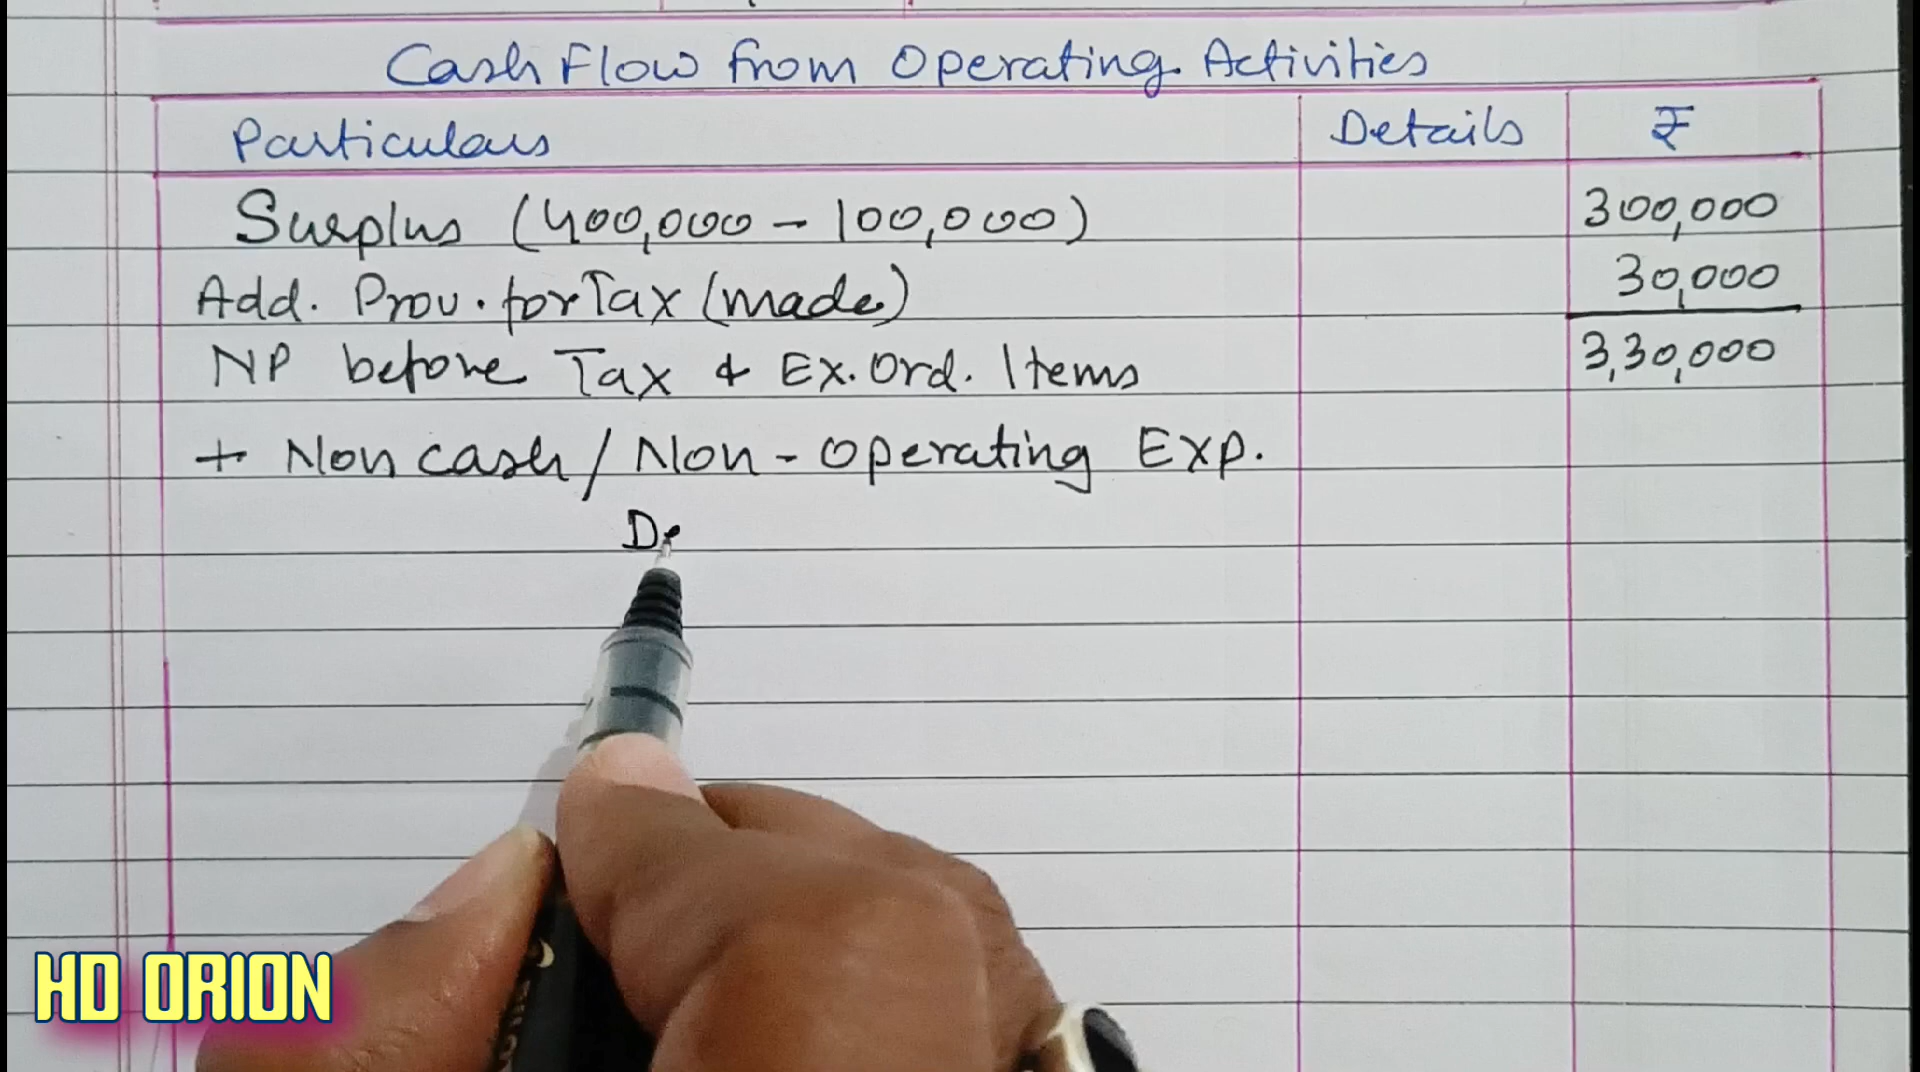 Cash Flow from Operating Activities
Particulars Details ₹
Surplus (400,000 - 100,000) 300,000
Add. Prov. for Tax (made) 30,000
NP before Tax & Ex. Ord. Items 3,30,000
+ Non cash / Non - Operating Exp.
De
HD ORION